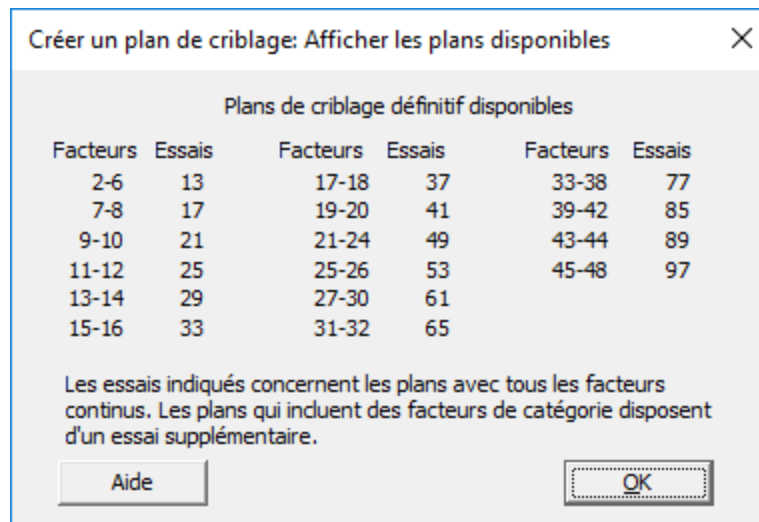 Créer un plan de criblage: Afficher les plans disponibles
Plans de criblage définitif disponibles
Facteurs Essais Facteurs Essais Facteurs Essais
2-6 13 17-18 37 33-38 77
7-8 17 19-20 41 39-42 85
9-10 21 21-24 49 43-44 89
11-12 25 25-26 53 45-48 97
13-14 29 27-30 61
15-16 33 31-32 65
Les essais indiqués concernent les plans avec tous les facteurs
continus. Les plans qui incluent des facteurs de catégorie disposent
d'un essai supplémentaire.
Aide OK